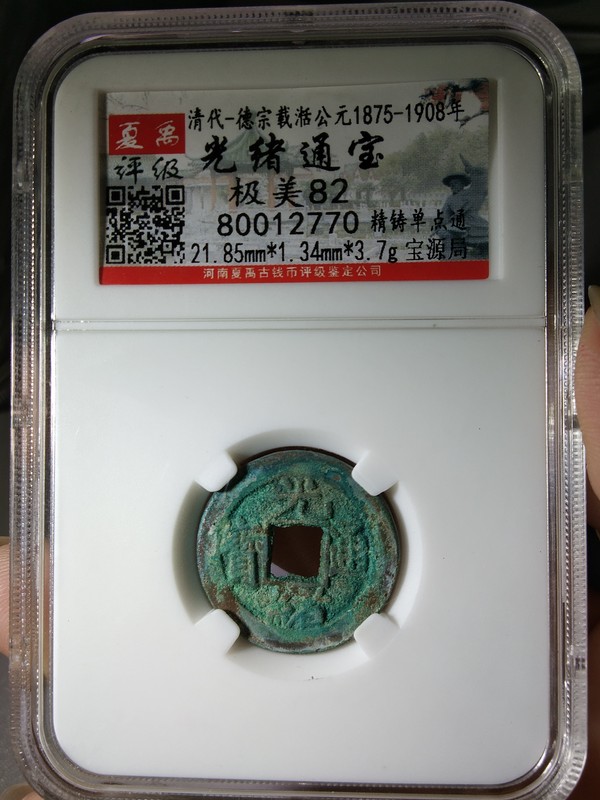 夏禹
评级
清代-德宗载湉公元1875-1908年
光绪通宝
极美82
80012770 精铸单点通
21.85mm*1.34mm*3.7g 宝源局
河南夏禹古钱币评级鉴定公司
光绪通寶